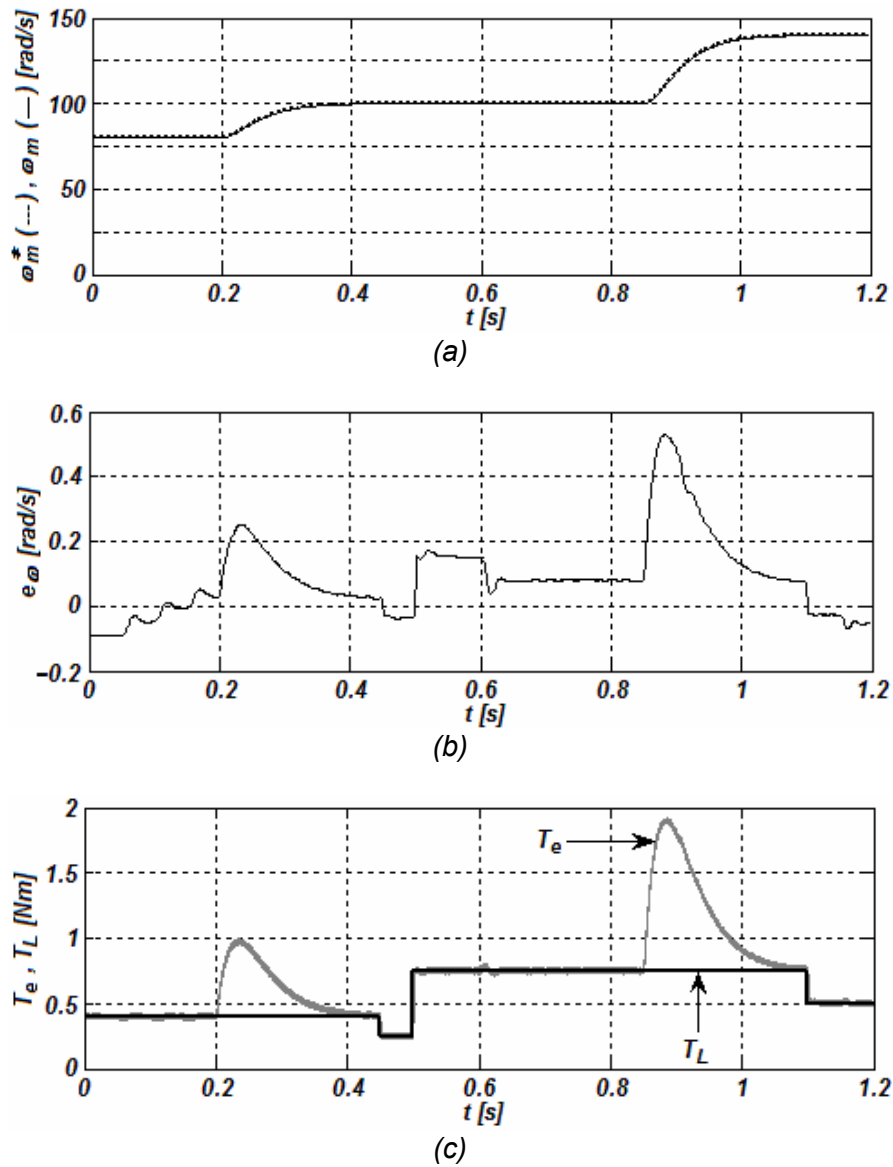 ϖ*m (---) , ϖm (—) [rad/s]
150
100
50
0
0 0.2 0.4 0.6 0.8 1 1.2
t [s]
(a)
eϖ [rad/s]
0.6
0.4
0.2
0
−0.2
0 0.2 0.4 0.6 0.8 1 1.2
t [s]
(b)
Te , TL [Nm]
2
1.5
1
0.5
0
Te
TL
0 0.2 0.4 0.6 0.8 1 1.2
t [s]
(c)